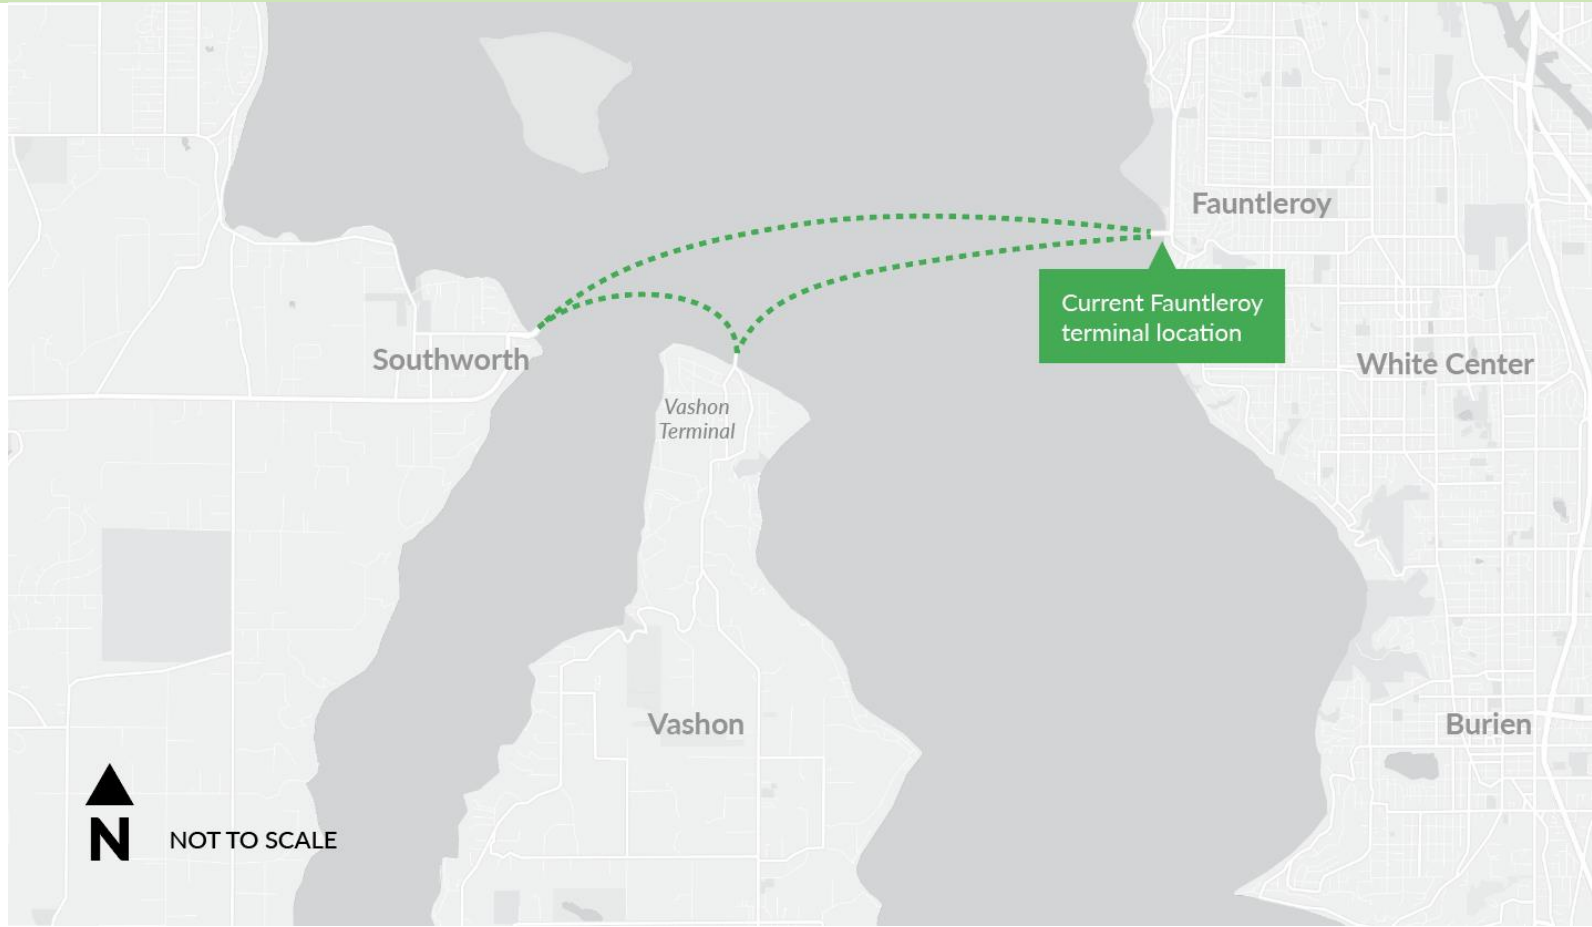 Fauntleroy
Current Fauntleroy
terminal location
Southworth
White Center
Vashon
Terminal
Vashon
Burien
N
NOT TO SCALE